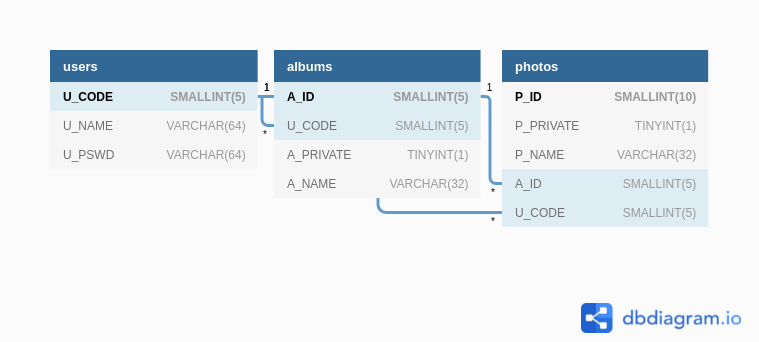 users
U_CODE SMALLINT(5)
U_NAME VARCHAR(64)
U_PSWD VARCHAR(64)
1
*
albums
A_ID SMALLINT(5)
U_CODE SMALLINT(5)
A_PRIVATE TINYINT(1)
A_NAME VARCHAR(32)
1
*
*
photos
P_ID SMALLINT(10)
P_PRIVATE TINYINT(1)
P_NAME VARCHAR(32)
A_ID SMALLINT(5)
U_CODE SMALLINT(5)
dbdiagram.io